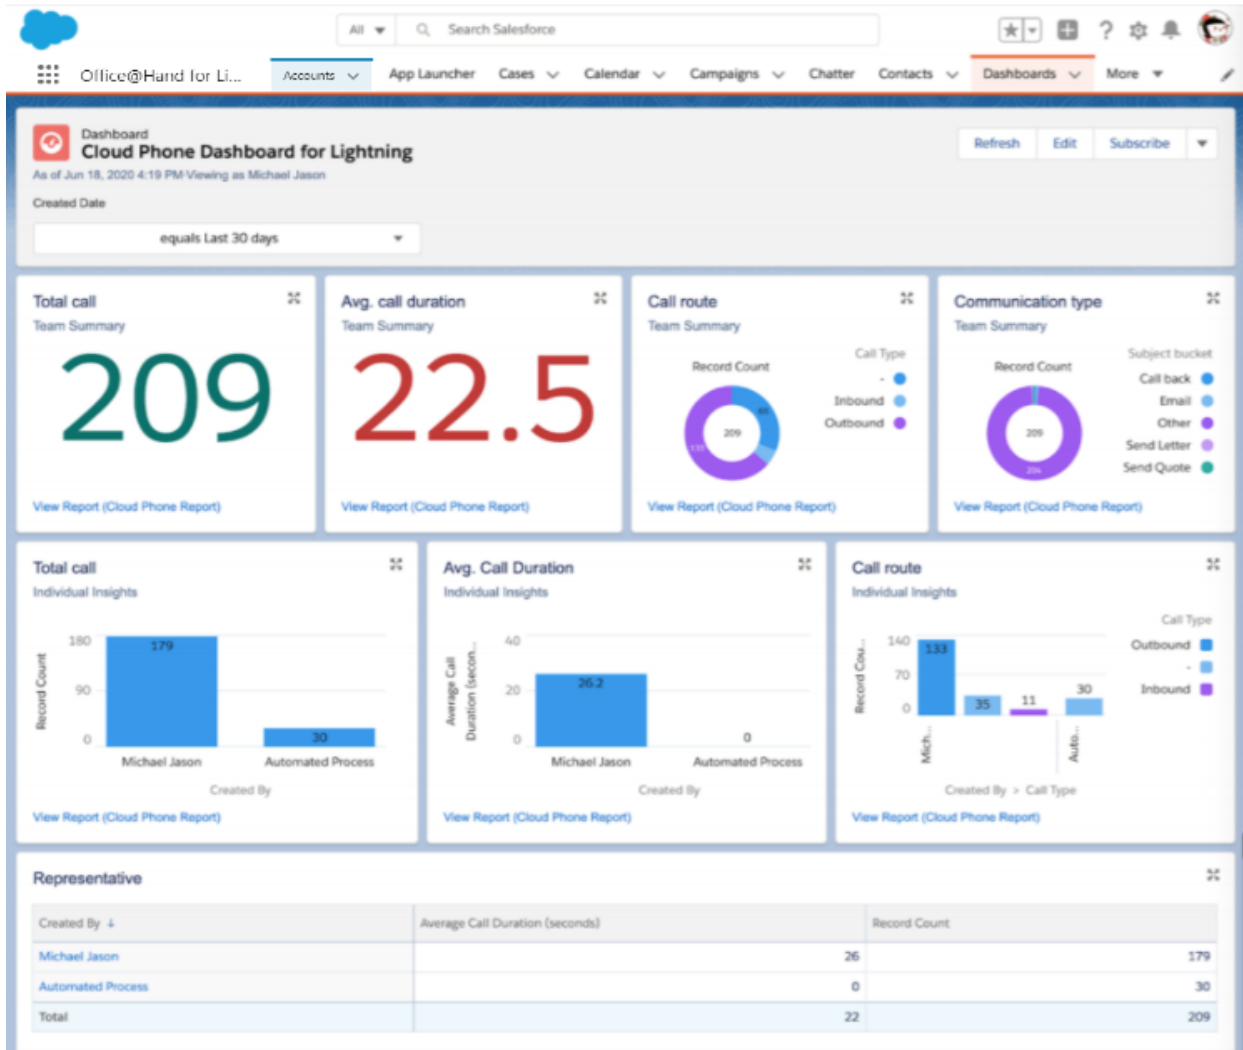 All Search Salesforce
Office@Hand for Li... Accounts App Launcher Cases Calendar Campaigns Chatter Contacts Dashboards More
Dashboard
Cloud Phone Dashboard for Lightning
Refresh Edit Subscribe
As of Jun 18, 2020 4:19 PM·Viewing as Michael Jason
Created Date
equals Last 30 days
Total call
Team Summary
209
View Report (Cloud Phone Report)
Avg. call duration
Team Summary
22.5
View Report (Cloud Phone Report)
Call route
Team Summary
Record Count
209
Call Type
-
Inbound
Outbound
View Report (Cloud Phone Report)
Communication type
Team Summary
Record Count
209
204
Subject bucket
Call back
Email
Other
Send Letter
Send Quote
View Report (Cloud Phone Report)
Total call
Individual Insights
Record Count
180
90
0
179
30
Michael Jason Automated Process
Created By
View Report (Cloud Phone Report)
Avg. Call Duration
Individual Insights
Average Call
Duration (secon...
40
20
0
26.2
0
Michael Jason Automated Process
Created By
View Report (Cloud Phone Report)
Call route
Individual Insights
Record Cou...
140
70
0
133
35
11
30
Mich...
Auto...
Created By > Call Type
Call Type
Outbound
-
Inbound
View Report (Cloud Phone Report)
Representative
Created By ↓ Average Call Duration (seconds) Record Count
Michael Jason 26 179
Automated Process 0 30
Total 22 209